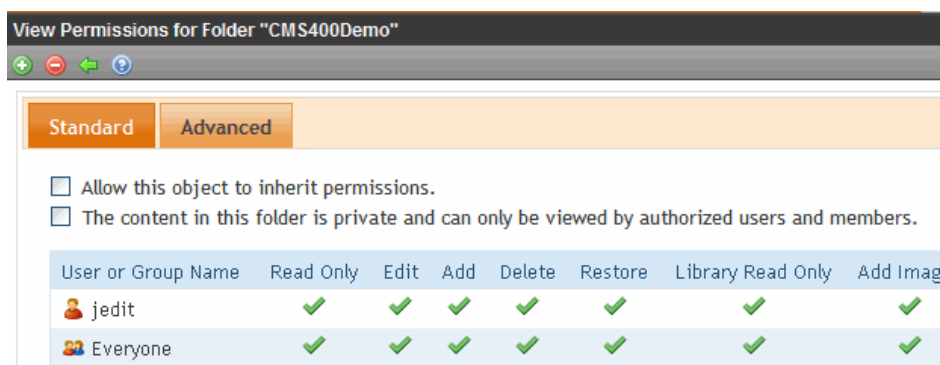 View Permissions for Folder "CMS400Demo"
Standard Advanced
Allow this object to inherit permissions.
The content in this folder is private and can only be viewed by authorized users and members.
User or Group Name Read Only Edit Add Delete Restore Library Read Only Add Imag
jedit
Everyone